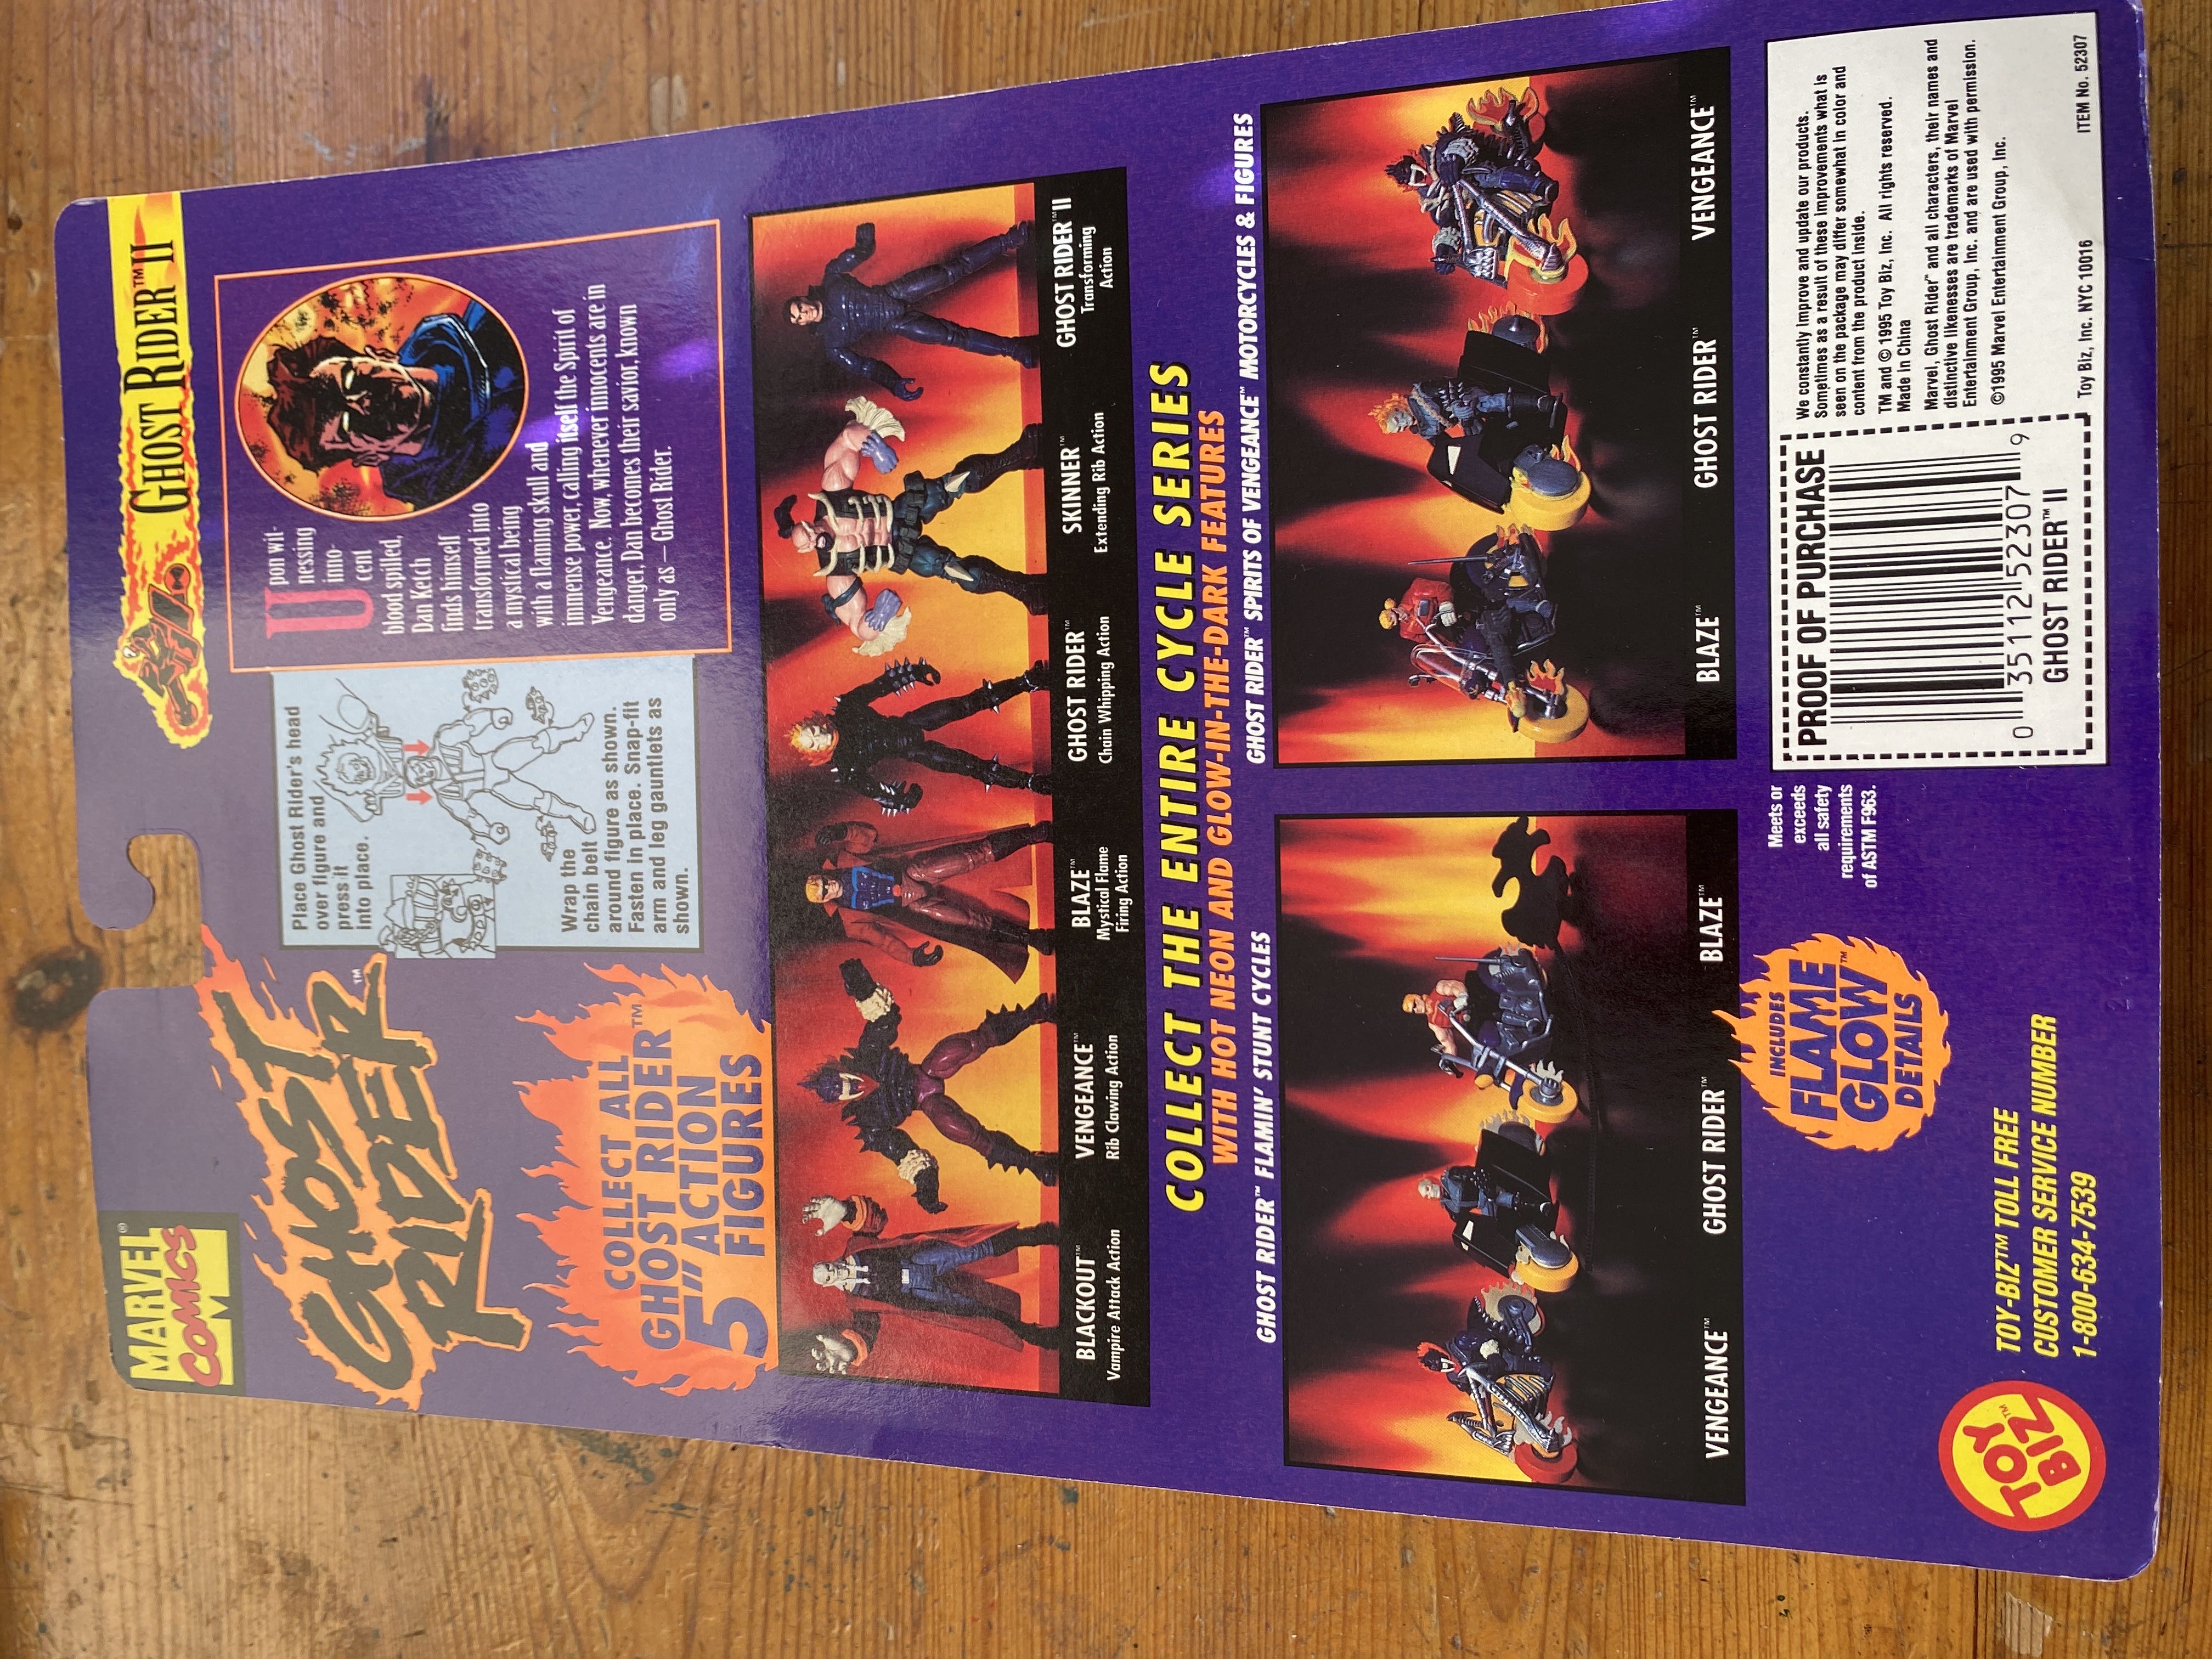 MARVEL®
COMICS
GHOST
RIDER™
GHOST RIDER™ II
Place Ghost Rider's head
over figure and
press it
into place.
Wrap the
chain belt
around figure as shown.
Fasten in place. Snap-fit
arm and leg gauntlets as
shown.
Upon wit-
nessing
inno-
cent
blood spilled,
Dan Ketch
finds himself
transformed into
a mystical being
with a flaming skull and
immense power, calling itself the Spirit of
Vengeance. Now, whenever innocents are in
danger, Dan becomes their savior, known
only as – Ghost Rider.
COLLECT ALL
GHOST RIDER™
5" ACTION
FIGURES
BLACKOUT™
Vampire Attack Action
VENGEANCE™
Rib Clawing Action
BLAZE™
Mystical Flame
Firing Action
GHOST RIDER™
Chain Whipping Action
SKINNER™
Extending Rib Action
GHOST RIDER™ II
Transforming
Action
COLLECT THE ENTIRE CYCLE SERIES
WITH HOT NEON AND GLOW-IN-THE-DARK FEATURES
GHOST RIDER™ FLAMIN' STUNT CYCLES
VENGEANCE™
GHOST RIDER™
BLAZE™
GHOST RIDER™ SPIRITS OF VENGEANCE™ MOTORCYCLES & FIGURES
BLAZE™
GHOST RIDER™
VENGEANCE™
INCLUDES
FLAME
GLOW™
DETAILS
TOY BIZ™
TOY-BIZ™ TOLL FREE
CUSTOMER SERVICE NUMBER
1-800-634-7539
Meets or
exceeds
all safety
requirements
of ASTM F963.
PROOF OF PURCHASE
0 35112 52307 9
GHOST RIDER™ II
We constantly improve and update our products.
Sometimes as a result of these improvements what is
seen on the package may differ somewhat in color and
content from the product inside.
TM and © 1995 Toy Biz, Inc. All rights reserved.
Made in China
Marvel, Ghost Rider™ and all characters, their names and
distinctive likenesses are trademarks of Marvel
Entertainment Group, Inc. and are used with permission.
©1995 Marvel Entertainment Group, Inc.
Toy Biz, Inc. NYC 10016
ITEM No. 52307